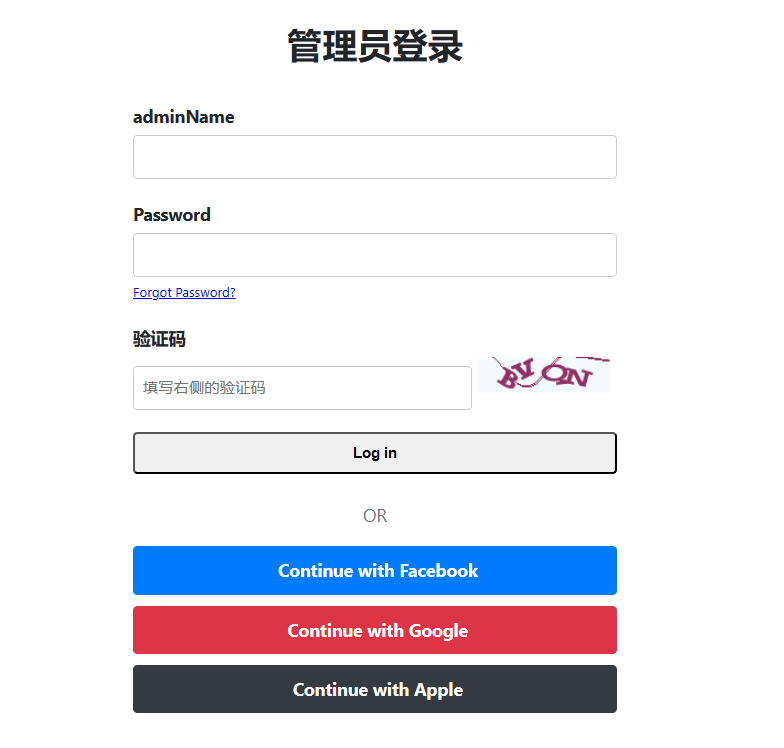 管理员登录
adminName
Password
Forgot Password?
验证码
填写右侧的验证码
Log in
OR
Continue with Facebook
Continue with Google
Continue with Apple